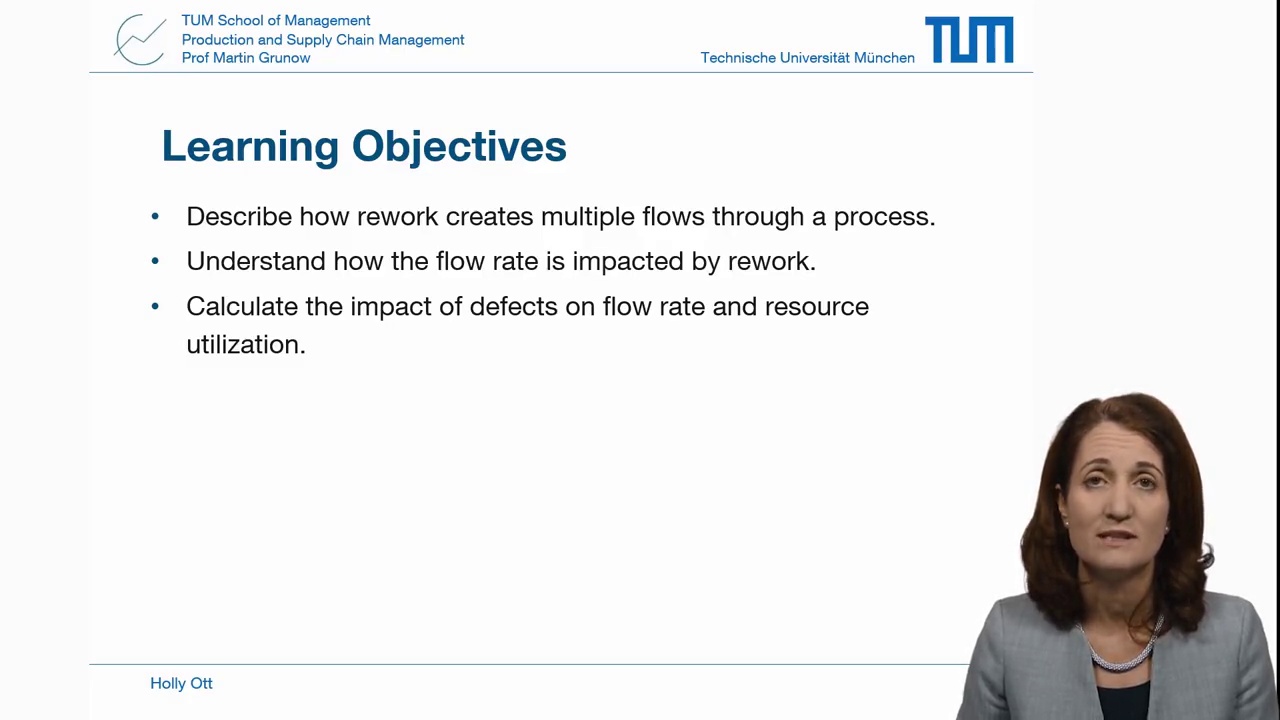 TUM School of Management
Production and Supply Chain Management
Prof Martin Grunow
Technische Universität München
TUM
Learning Objectives
• Describe how rework creates multiple flows through a process.
• Understand how the flow rate is impacted by rework.
• Calculate the impact of defects on flow rate and resource
utilization.
Holly Ott